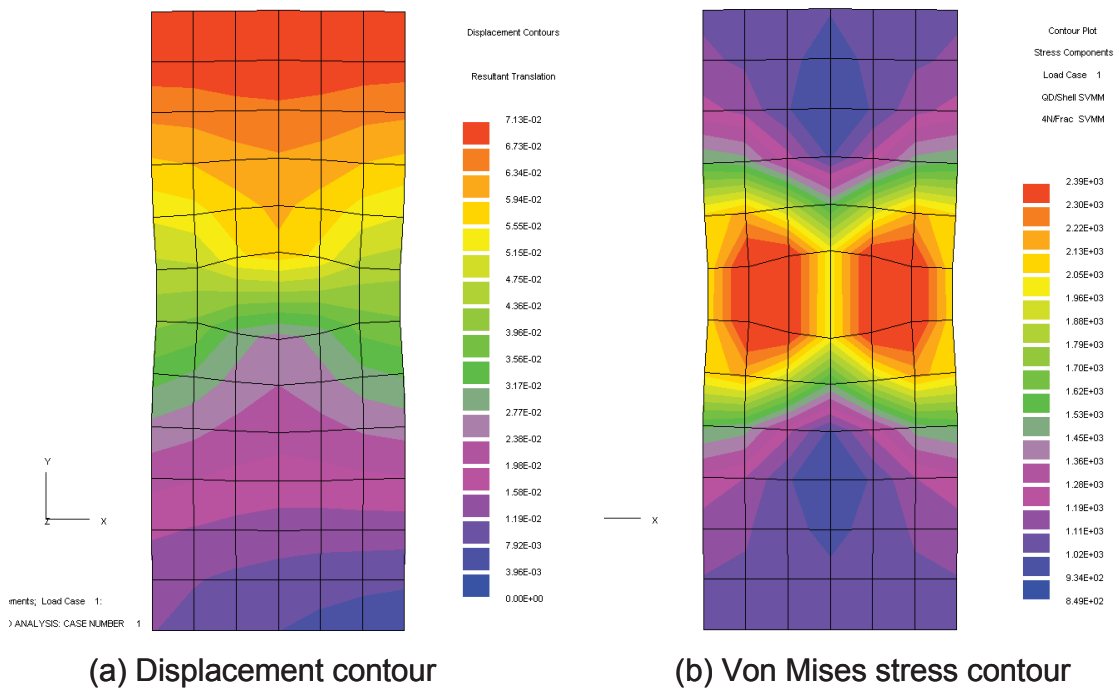 Displacement Contours
Resultant Translation
7.13E-02
6.73E-02
6.34E-02
5.94E-02
5.55E-02
5.15E-02
4.75E-02
4.36E-02
3.96E-02
3.56E-02
3.17E-02
2.77E-02
2.38E-02
1.98E-02
1.58E-02
1.19E-02
7.92E-03
3.96E-03
0.00E+00
Y
Z
X
ments; Load Case 1:
) ANALYSIS: CASE NUMBER 1
(a) Displacement contour
Contour Plot
Stress Components
Load Case 1
QD/Shell SVMM
4N/Frac SVMM
2.39E+03
2.30E+03
2.22E+03
2.13E+03
2.05E+03
1.96E+03
1.88E+03
1.79E+03
1.70E+03
1.62E+03
1.53E+03
1.45E+03
1.36E+03
1.28E+03
1.19E+03
1.11E+03
1.02E+03
9.34E+02
8.49E+02
X
(b) Von Mises stress contour